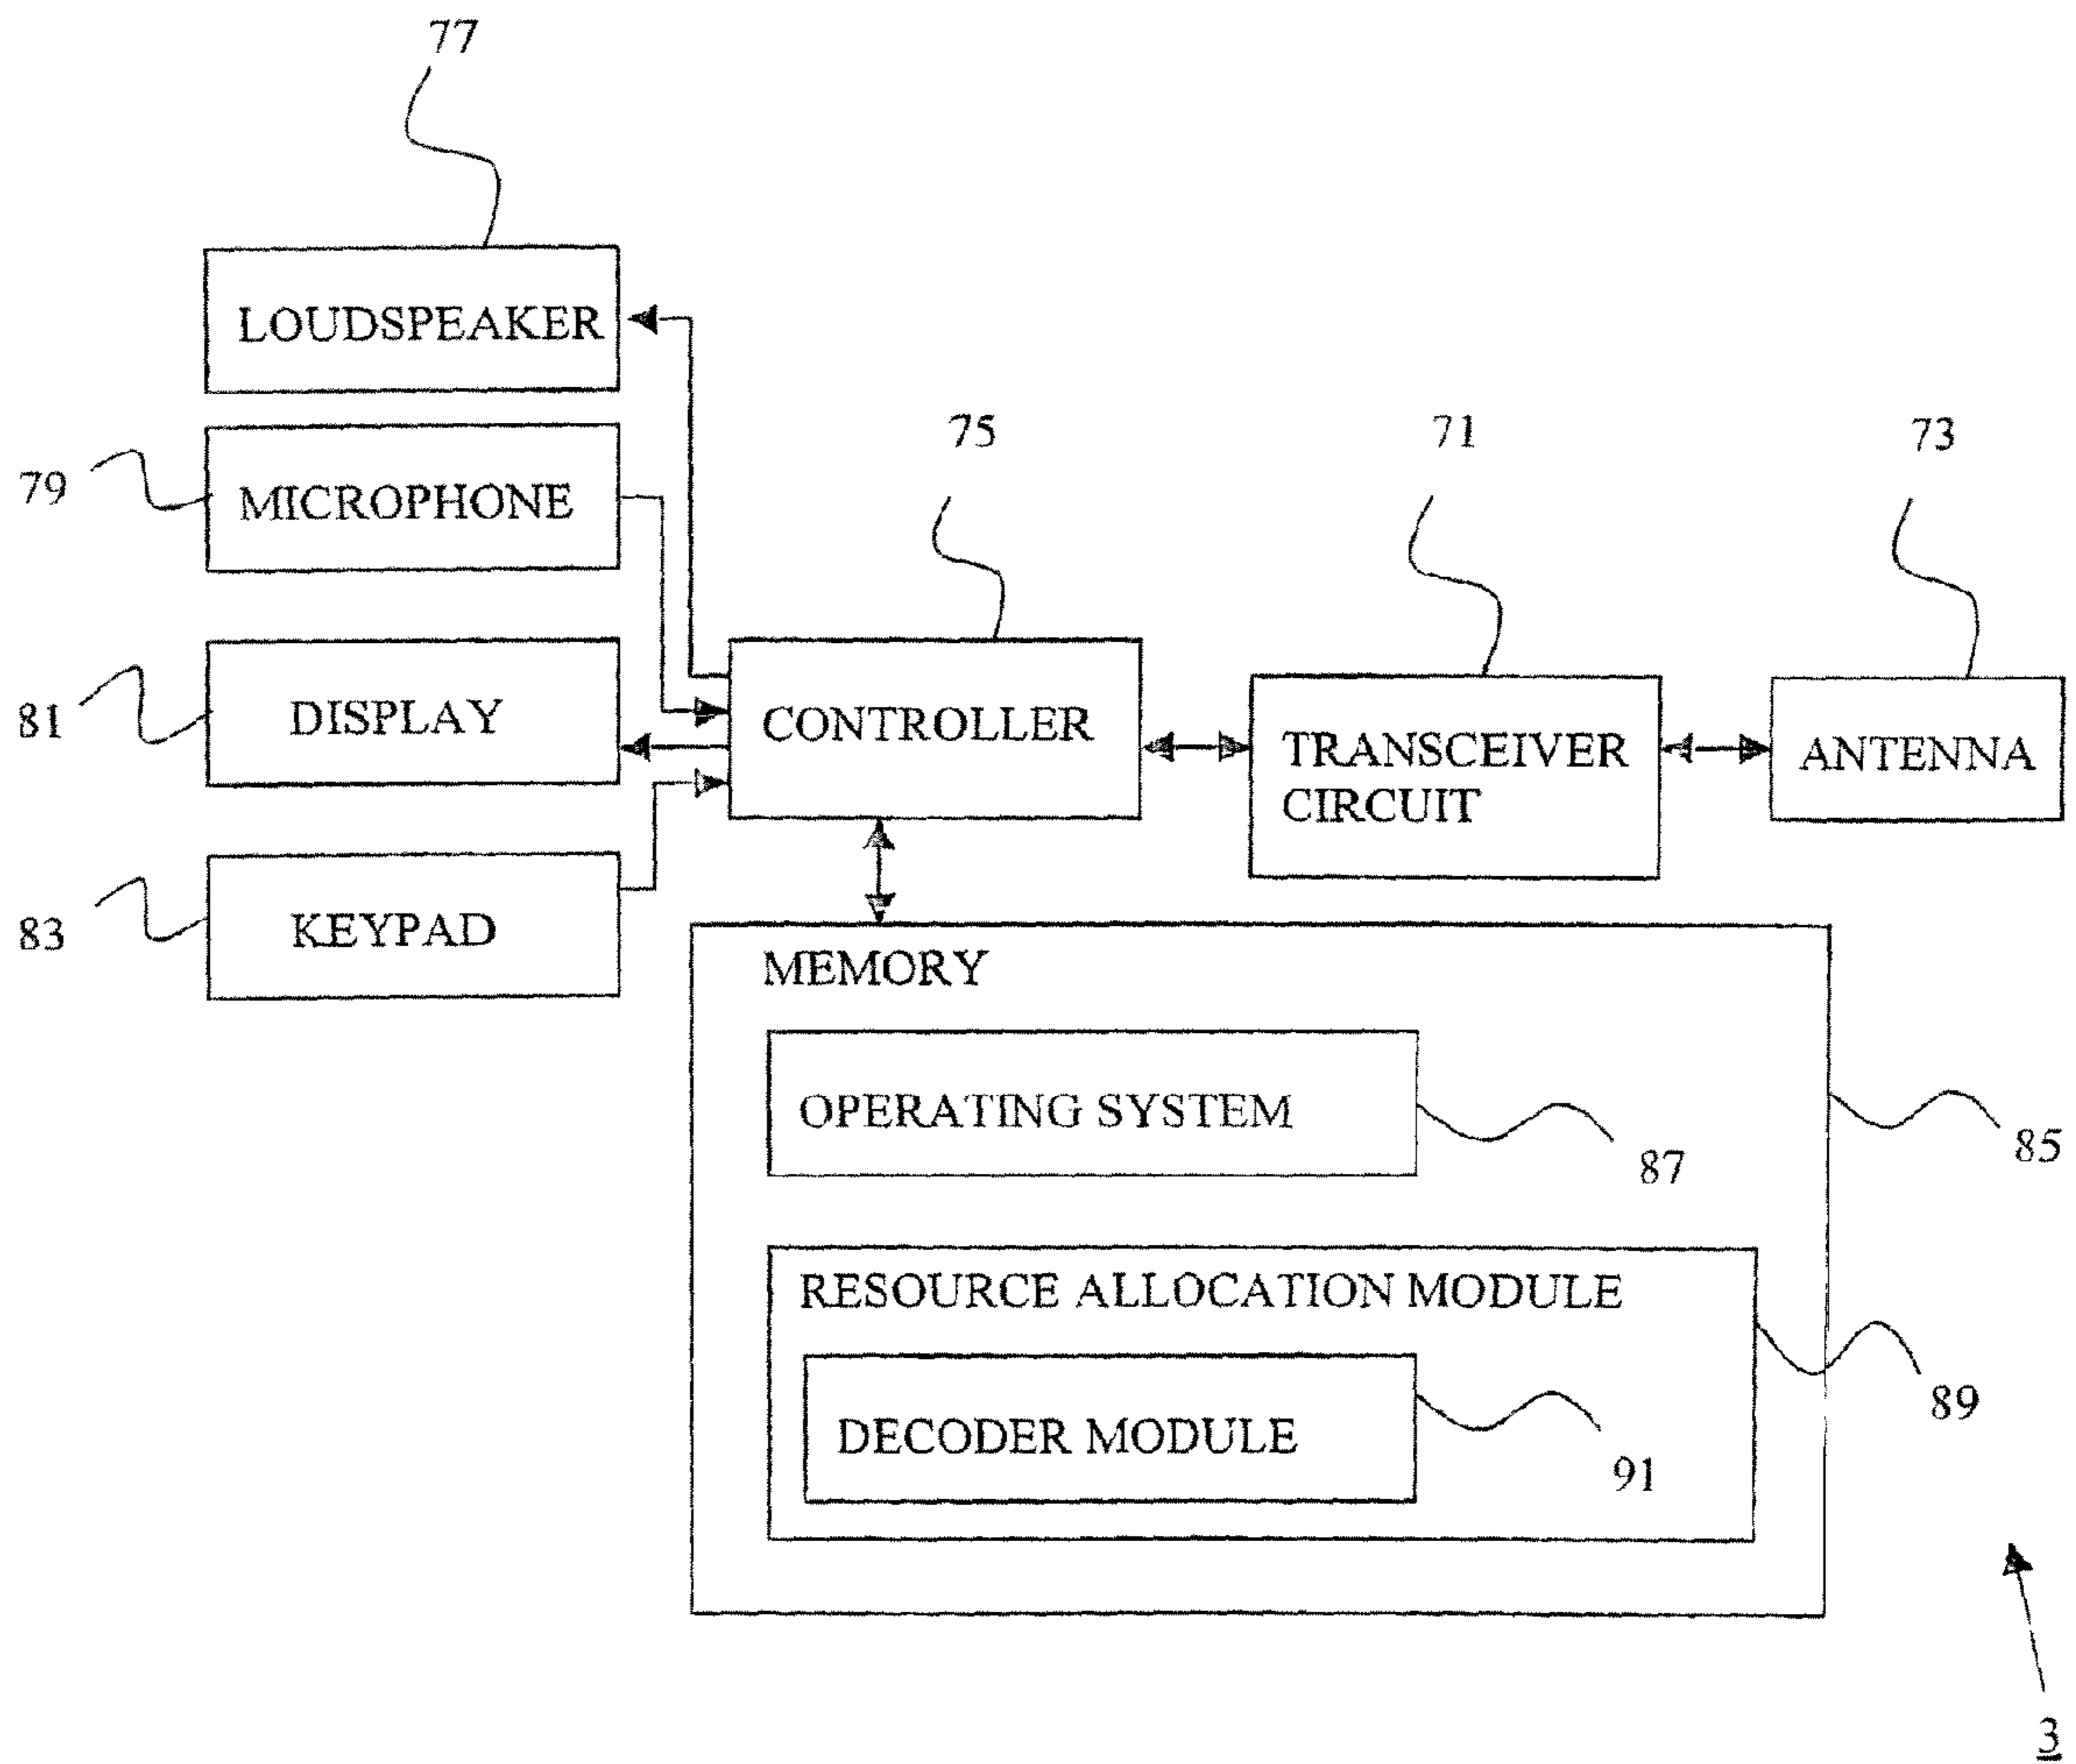 77
LOUDSPEAKER
79
MICROPHONE
75
71
73
81
DISPLAY
CONTROLLER
TRANSCEIVER
CIRCUIT
ANTENNA
83
KEYPAD
MEMORY
OPERATING SYSTEM
87
85
RESOURCE ALLOCATION MODULE
89
DECODER MODULE
91
3